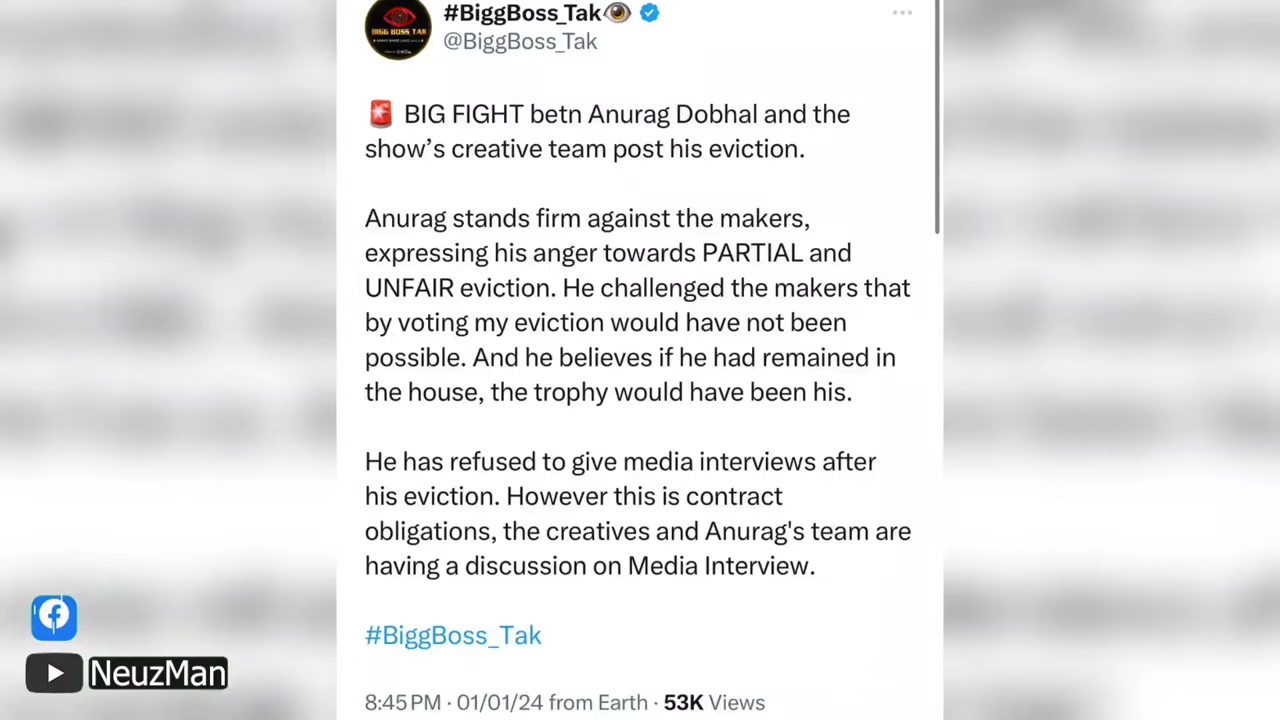 #BiggBoss_Tak👁
@BiggBoss_Tak
BIGG BOSS TAK
🚨 BIG FIGHT betn Anurag Dobhal and the
show's creative team post his eviction.
Anurag stands firm against the makers,
expressing his anger towards PARTIAL and
UNFAIR eviction. He challenged the makers that
by voting my eviction would have not been
possible. And he believes if he had remained in
the house, the trophy would have been his.
He has refused to give media interviews after
his eviction. However this is contract
obligations, the creatives and Anurag's team are
having a discussion on Media Interview.
#BiggBoss_Tak
8:45 PM · 01/01/24 from Earth · 53K Views
NeuzMan